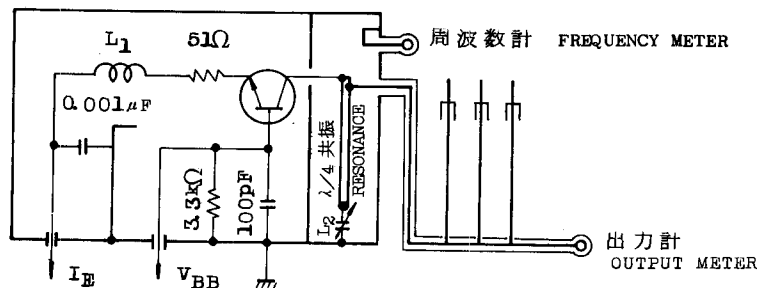 L1
51Ω
0.001μF
3.3kΩ
100pF
L2
λ/4 共振
RESONANCE
IE
VBB
周波数計 FREQUENCY METER
出力計
OUTPUT METER